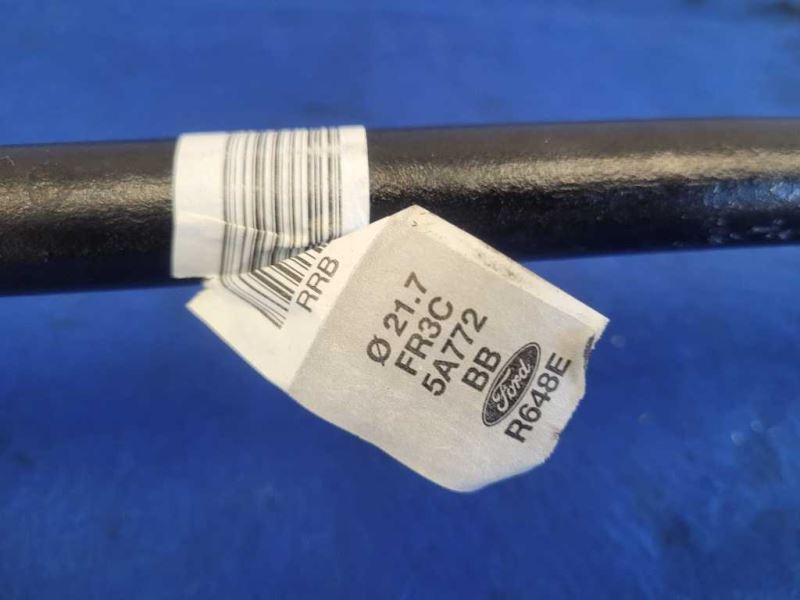 RRB
Ø 21.7
FR3C
5A772
BB
Ford
R648E